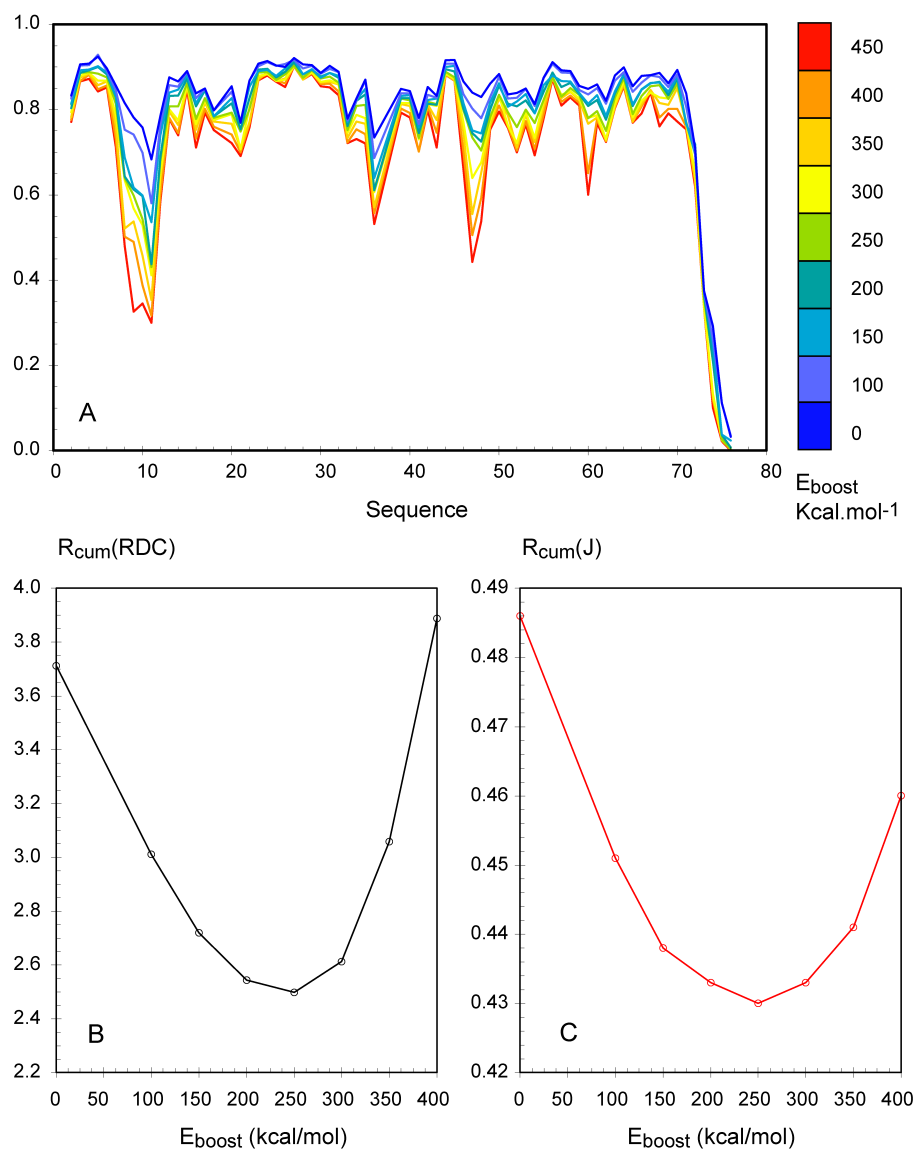 1.0
0.8
0.6
0.4
0.2
0.0
A
0 10 20 30 40 50 60 70 80
Sequence
450
400
350
300
250
200
150
100
0
Eboost
Kcal.mol-1
Rcum(RDC)
4.0
3.8
3.6
3.4
3.2
3.0
2.8
2.6
2.4
2.2
B
0 50 100 150 200 250 300 350 400
Eboost (kcal/mol)
Rcum(J)
0.49
0.48
0.47
0.46
0.45
0.44
0.43
0.42
C
0 50 100 150 200 250 300 350 400
Eboost (kcal/mol)